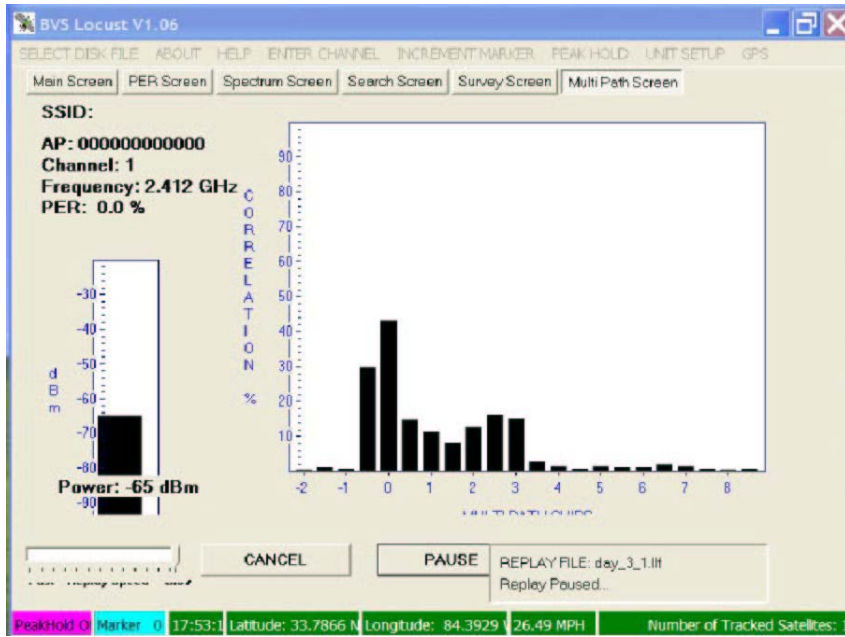 BVS Locust V1.06
SELECT DISK FILE ABOUT HELP ENTER CHANNEL INCREMENT MARKER PEAK HOLD UNIT SETUP GPS
Main Screen PER Screen Spectrum Screen Search Screen Survey Screen Multi Path Screen
SSID:
AP: 000000000000
Channel: 1
Frequency: 2.412 GHz
PER: 0.0 %
CORRELATION %
90
80
70
60
50
40
30
20
10
-2 -1 0 1 2 3 4 5 6 7 8
dBm
-30
-40
-50
-60
-70
-80
Power: -65 dBm
-90
CANCEL PAUSE
REPLAY FILE: day_3_1.llf
Replay Paused...
PeakHold Marker 0 17:53:1 Latitude: 33.7866 N Longitude: 84.3929 26.49 MPH Number of Tracked Satellites: